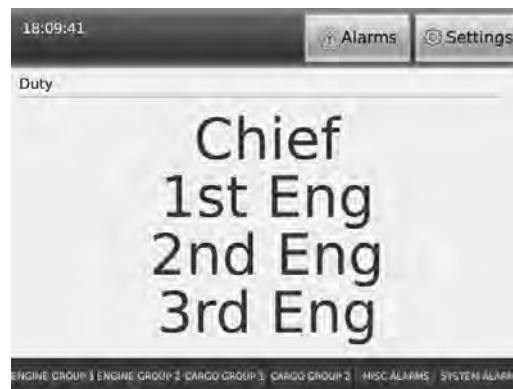 18:09:41
Alarms
Settings
Duty
Chief
1st Eng
2nd Eng
3rd Eng
ENGINE GROUP 1 ENGINE GROUP 2 CARGO GROUP 1 CARGO GROUP 2 MISC ALARMS SYSTEM ALARM